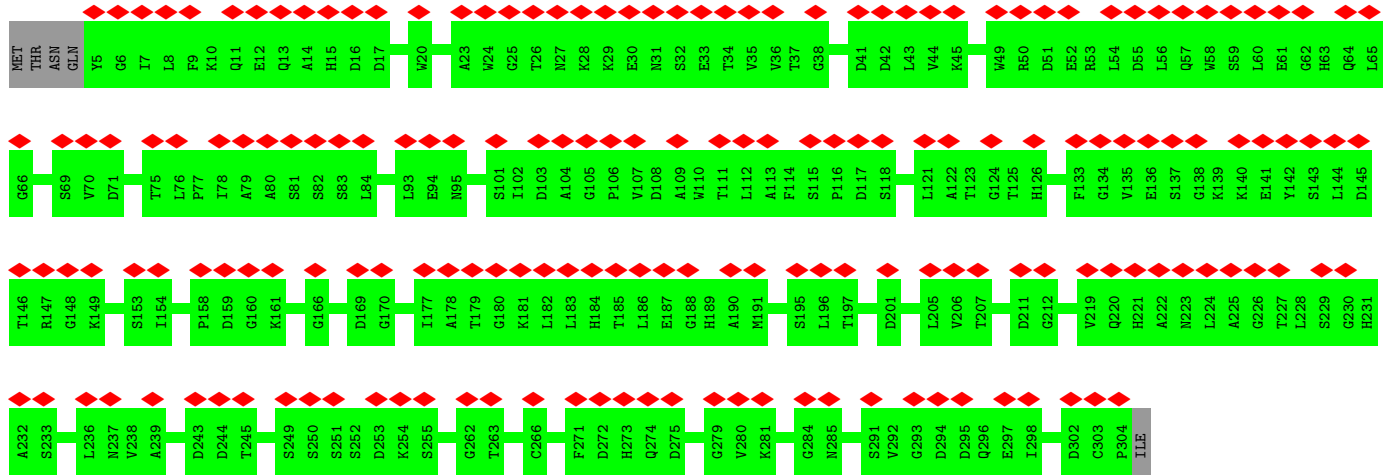 MET THR ASN GLN Y5 G6 I7 L8 F9 K10 Q11 E12 Q13 A14 H15 D16 D17 W20 A23 W24 G25 T26 N27 K28 K29 E30 N31 S32 E33 T34 V35 V36 T37 G38 D41 D42 L43 V44 K45 W49 R50 D51 E52 R53 L54 D55 L56 Q57 W58 S59 L60 E61 G62 H63 Q64 L65
G66 S69 V70 D71 T75 L76 P77 I78 A79 A80 S81 S82 S83 L84 L93 E94 N95 S101 I102 D103 A104 G105 P106 V107 D108 A109 W110 T111 L112 A113 F114 S115 P116 D117 S118 L121 A122 T123 G124 T125 H126 F133 G134 V135 E136 S137 G138 K139 K140 E141 Y142 S143 L144 D145
T146 R147 G148 K149 S153 I154 P158 D159 G160 K161 G166 D169 G170 I177 A178 T179 G180 K181 L182 L183 H184 T185 L186 E187 G188 H189 A190 M191 S195 L196 T197 D201 L205 V206 T207 D211 G212 V219 Q220 H221 A222 N223 L224 A225 G226 T227 L228 S229 G230 H231
A232 S233 L236 N237 V238 A239 D243 D244 T245 S249 S250 S251 S252 D253 K254 S255 G262 T263 C266 F271 D272 H273 Q274 D275 G279 V280 K281 G284 N285 S291 V292 G293 D294 D295 Q296 E297 I298 D302 C303 P304 ILE